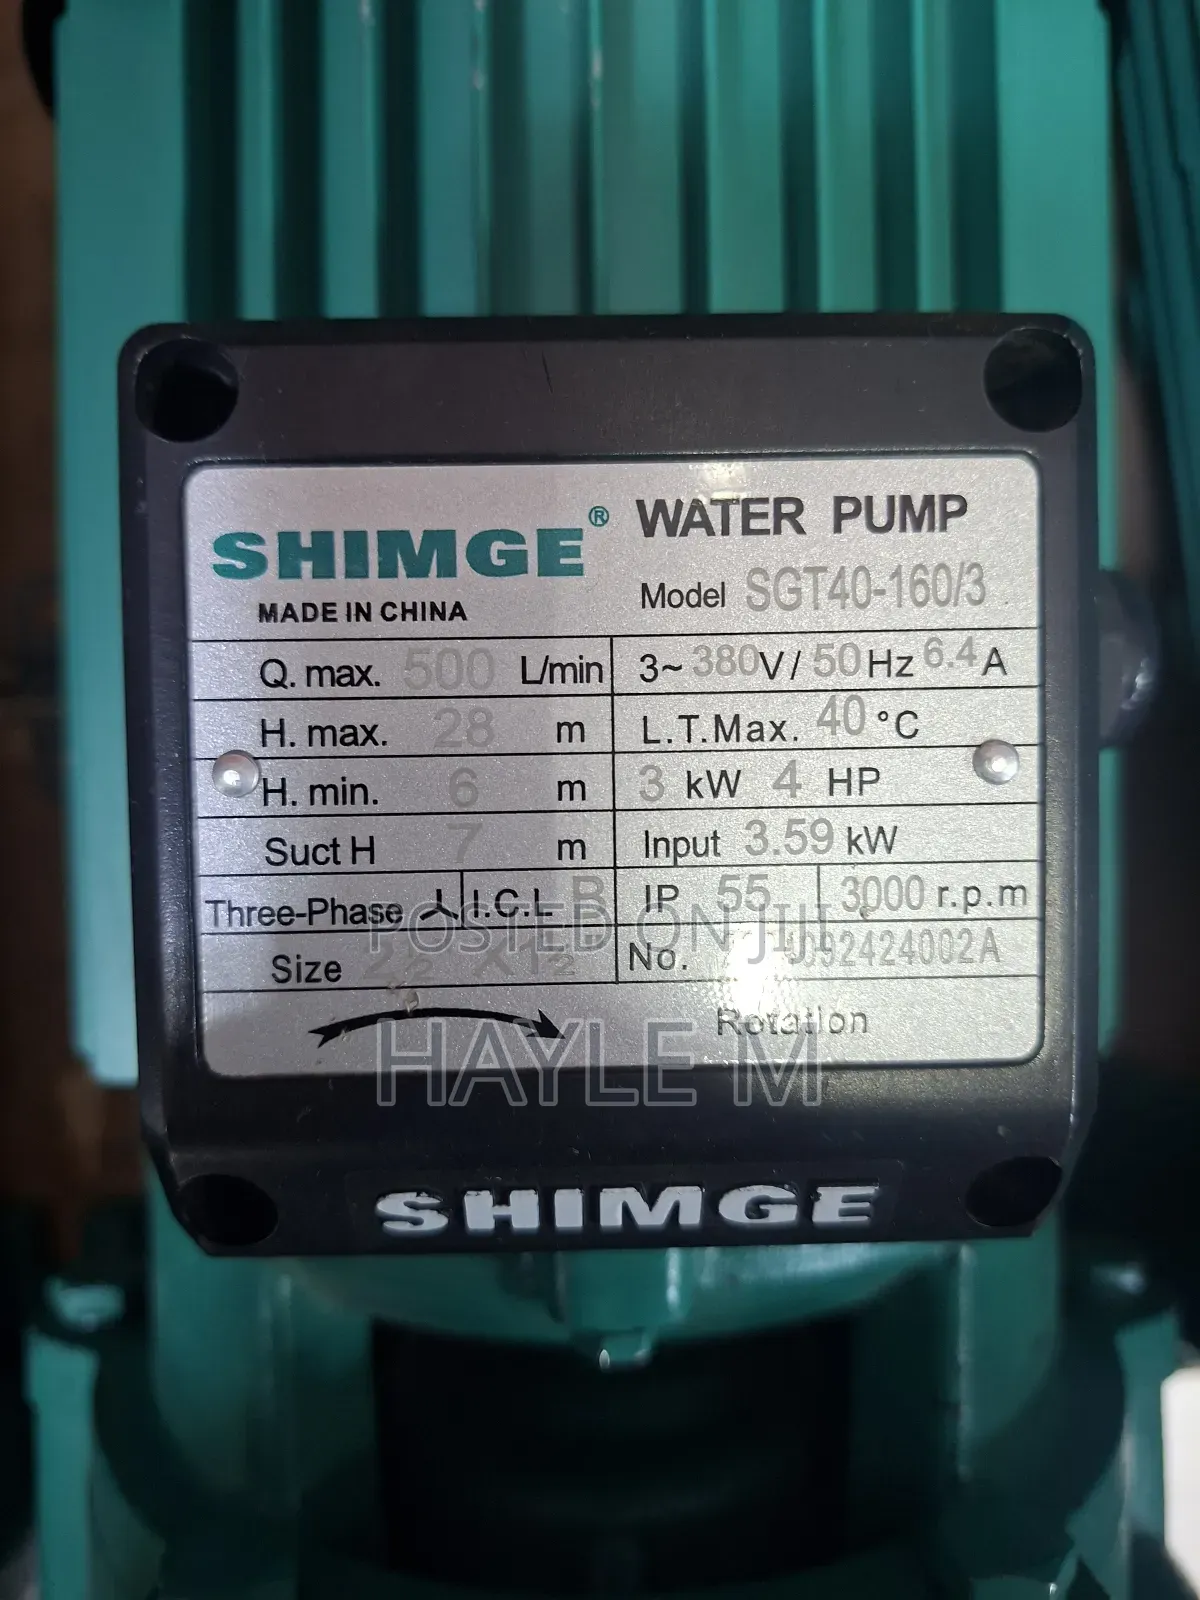 SHIMGE® WATER PUMP
MADE IN CHINA
Model SGT40-160/3
Q. max. 500 L/min
3~ 380V / 50Hz 6.4A
H. max. 28 m
L.T.Max. 40 °C
H. min. 6 m
3 kW 4 HP
Suct H 7 m
Input 3.59 kW
Three-Phase I.C.L B
IP 55 3000 r.p.m
Size
No.
POSTED ON JIJI
Rotation
HAYLE M
SHIMGE